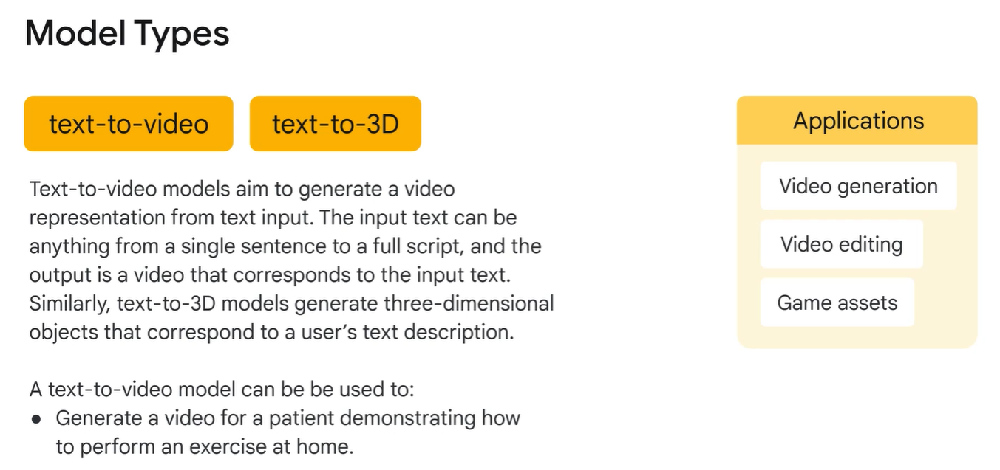 Model Types
text-to-video
text-to-3D
Text-to-video models aim to generate a video
representation from text input. The input text can be
anything from a single sentence to a full script, and the
output is a video that corresponds to the input text.
Similarly, text-to-3D models generate three-dimensional
objects that correspond to a user’s text description.
A text-to-video model can be be used to:
● Generate a video for a patient demonstrating how
to perform an exercise at home.
Applications
Video generation
Video editing
Game assets